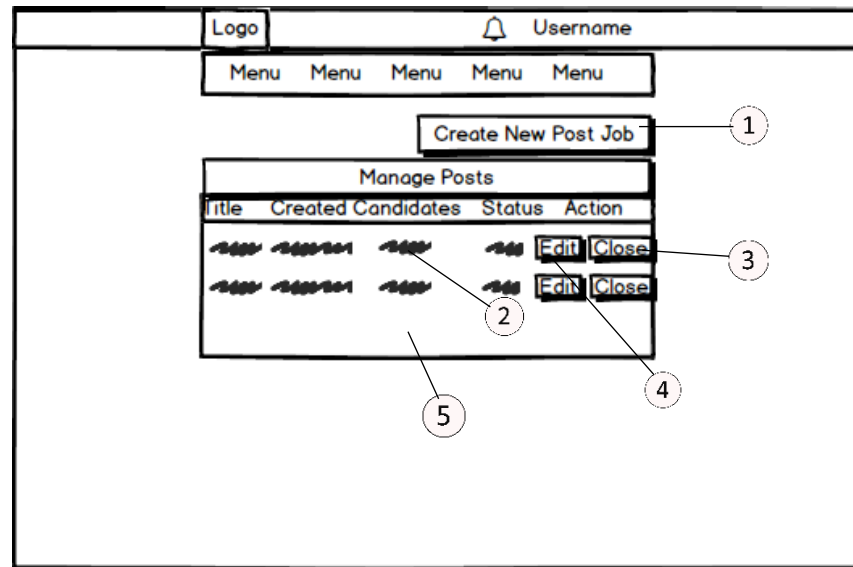 Logo Username
Menu Menu Menu Menu Menu
Create New Post Job 1
Manage Posts
Title Created Candidates Status Action
Edit Close 3
Edit Close
2
4
5